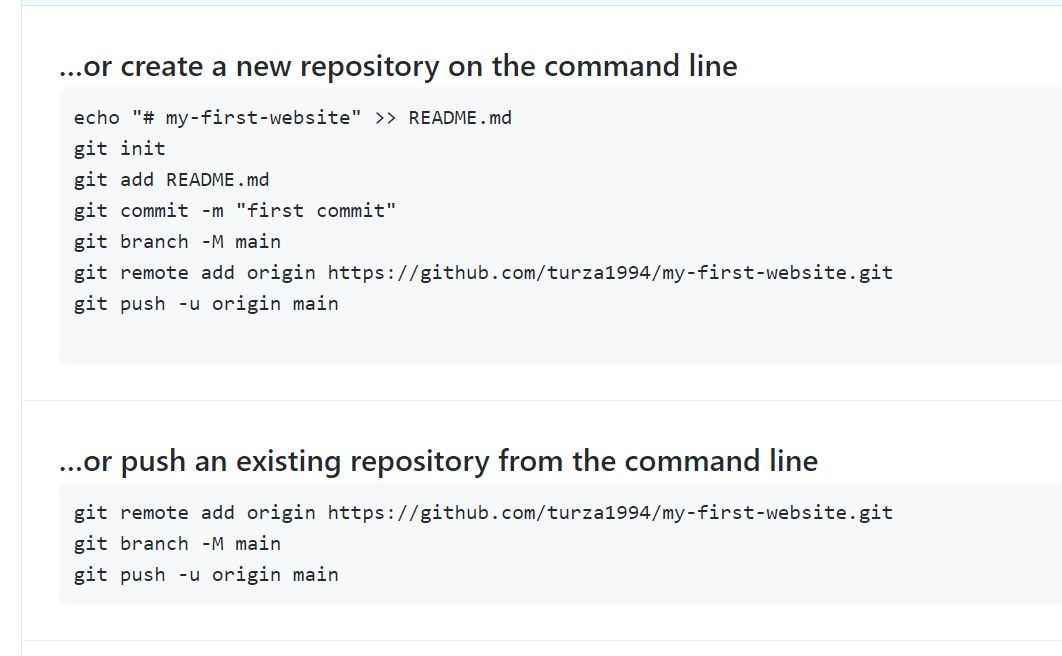 ...or create a new repository on the command line
echo "# my-first-website" >> README.md
git init
git add README.md
git commit -m "first commit"
git branch -M main
git remote add origin https://github.com/turza1994/my-first-website.git
git push -u origin main
...or push an existing repository from the command line
git remote add origin https://github.com/turza1994/my-first-website.git
git branch -M main
git push -u origin main